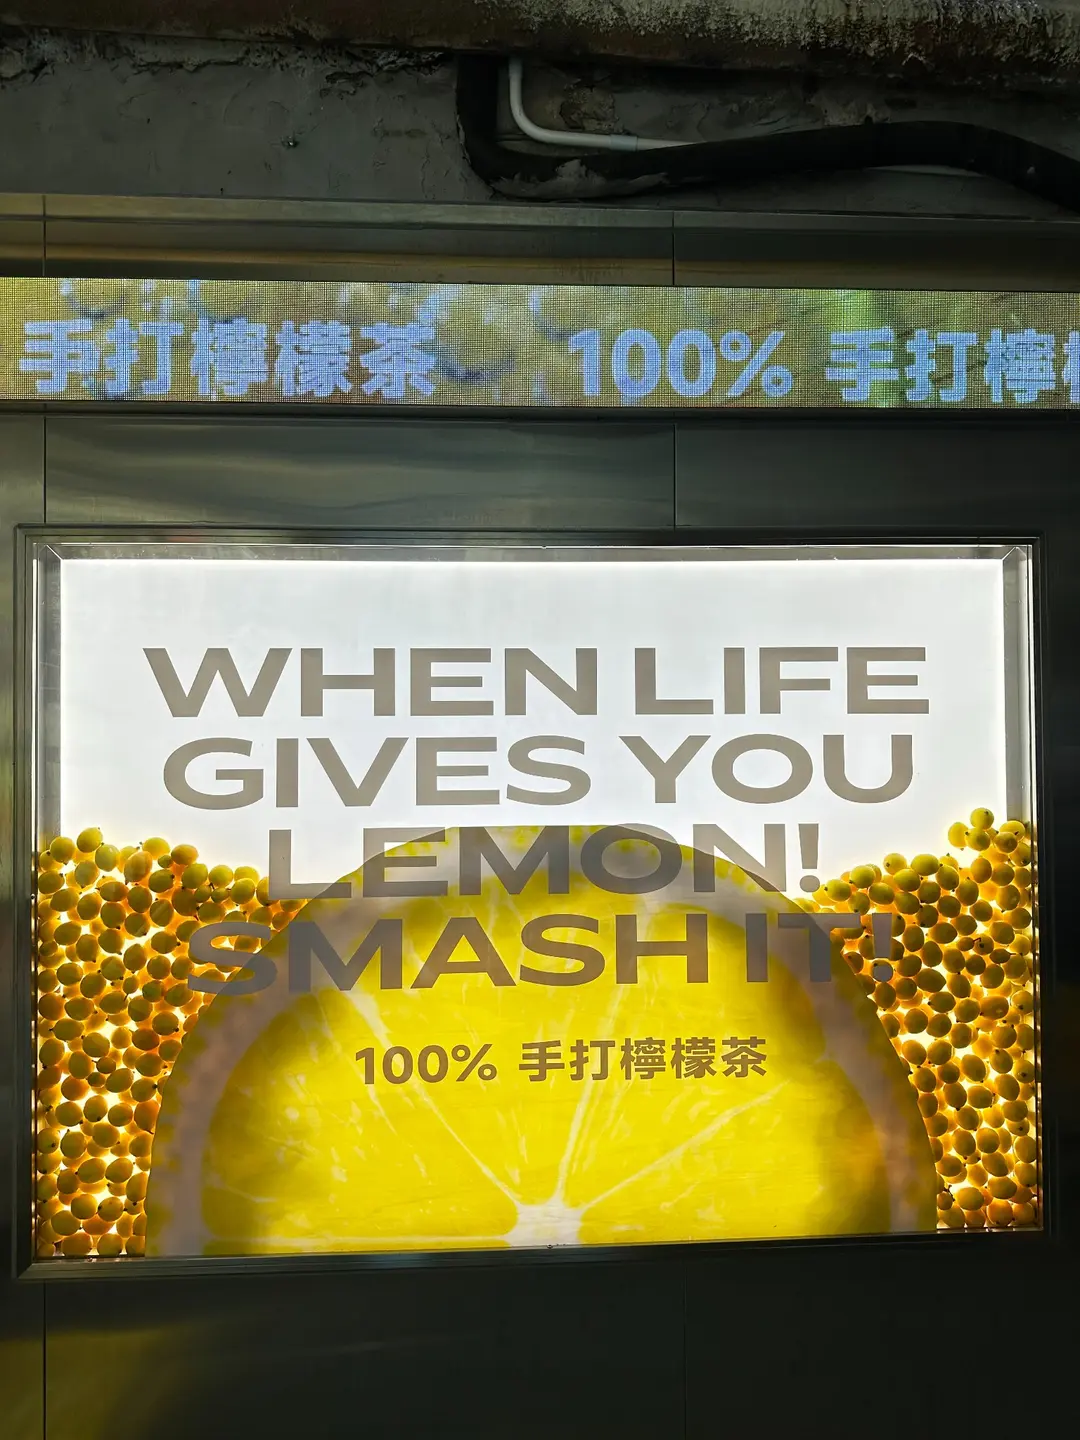 手打檸檬茶 100% 手打檸
WHEN LIFE
GIVES YOU
LEMON!
SMASH IT!
100% 手打檸檬茶